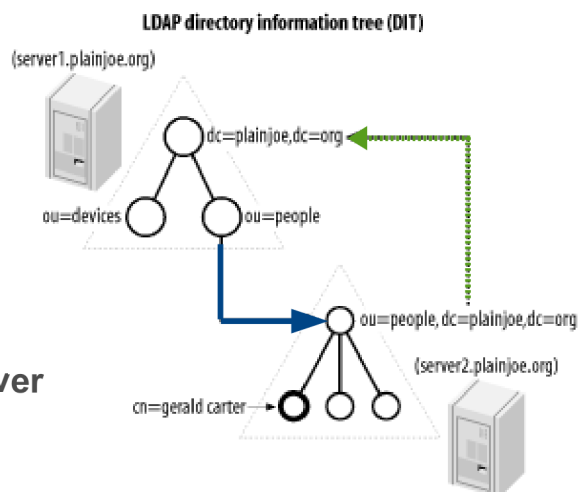 LDAP directory information tree (DIT)
(server1.plainjoe.org)
dc=plainjoe,dc=org
ou=devices
ou=people
ou=people, dc=plainjoe,dc=org
ver
(server2.plainjoe.org)
cn=gerald carter